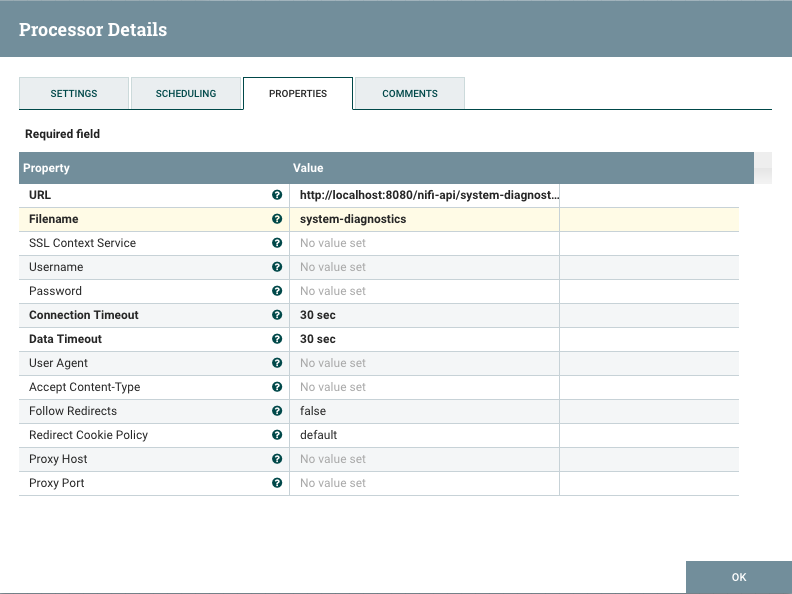 Processor Details
SETTINGS SCHEDULING PROPERTIES COMMENTS
Required field
Property Value
URL http://localhost:8080/nifi-api/system-diagnost...
Filename system-diagnostics
SSL Context Service No value set
Username No value set
Password No value set
Connection Timeout 30 sec
Data Timeout 30 sec
User Agent No value set
Accept Content-Type No value set
Follow Redirects false
Redirect Cookie Policy default
Proxy Host No value set
Proxy Port No value set
OK